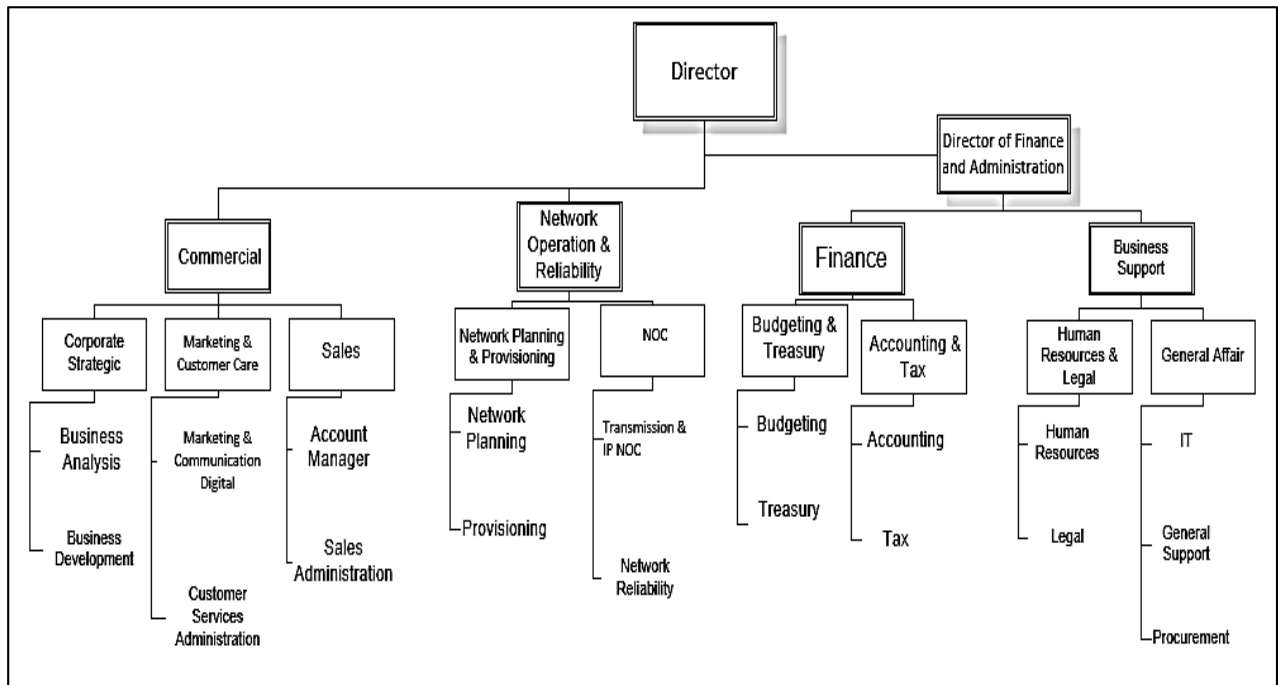 Director
Director of Finance
and Administration
Commercial
Network
Operation &
Reliability
Finance
Business
Support
Corporate
Strategic
Marketing &
Customer Care
Sales
Network Planning
& Provisioning
NOC
Budgeting &
Treasury
Accounting &
Tax
Human
Resources &
Legal
General Affair
Business
Analysis
Business
Development
Marketing &
Communication
Digital
Customer
Services
Administration
Account
Manager
Sales
Administration
Network
Planning
Provisioning
Transmission &
IP NOC
Network
Reliability
Budgeting
Treasury
Accounting
Tax
Human
Resources
Legal
IT
General
Support
Procurement